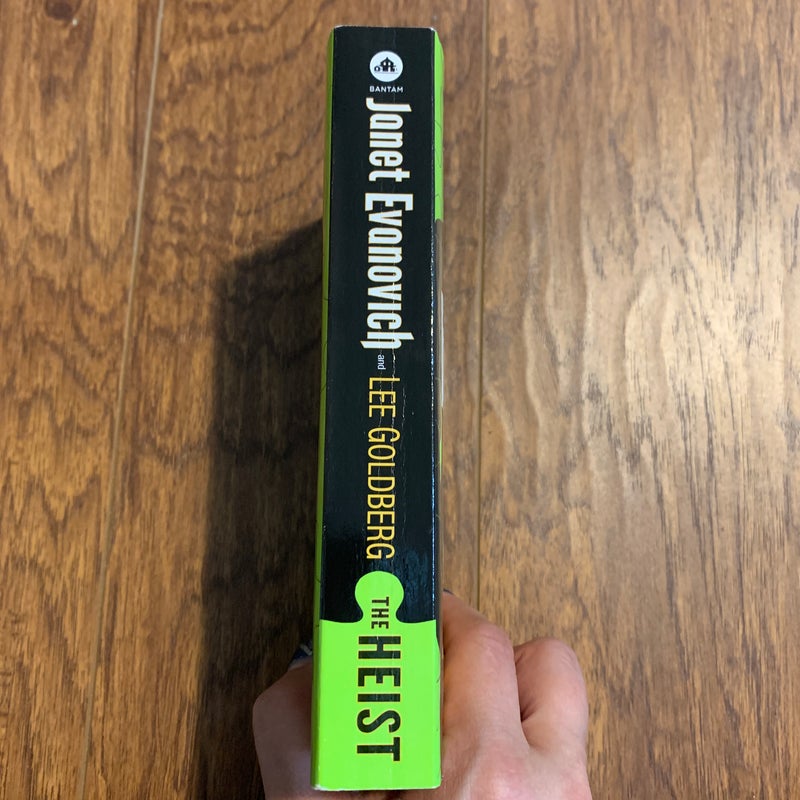 BANTAM
Janet Evanovich
and
LEE GOLDBERG
THE
HEIST